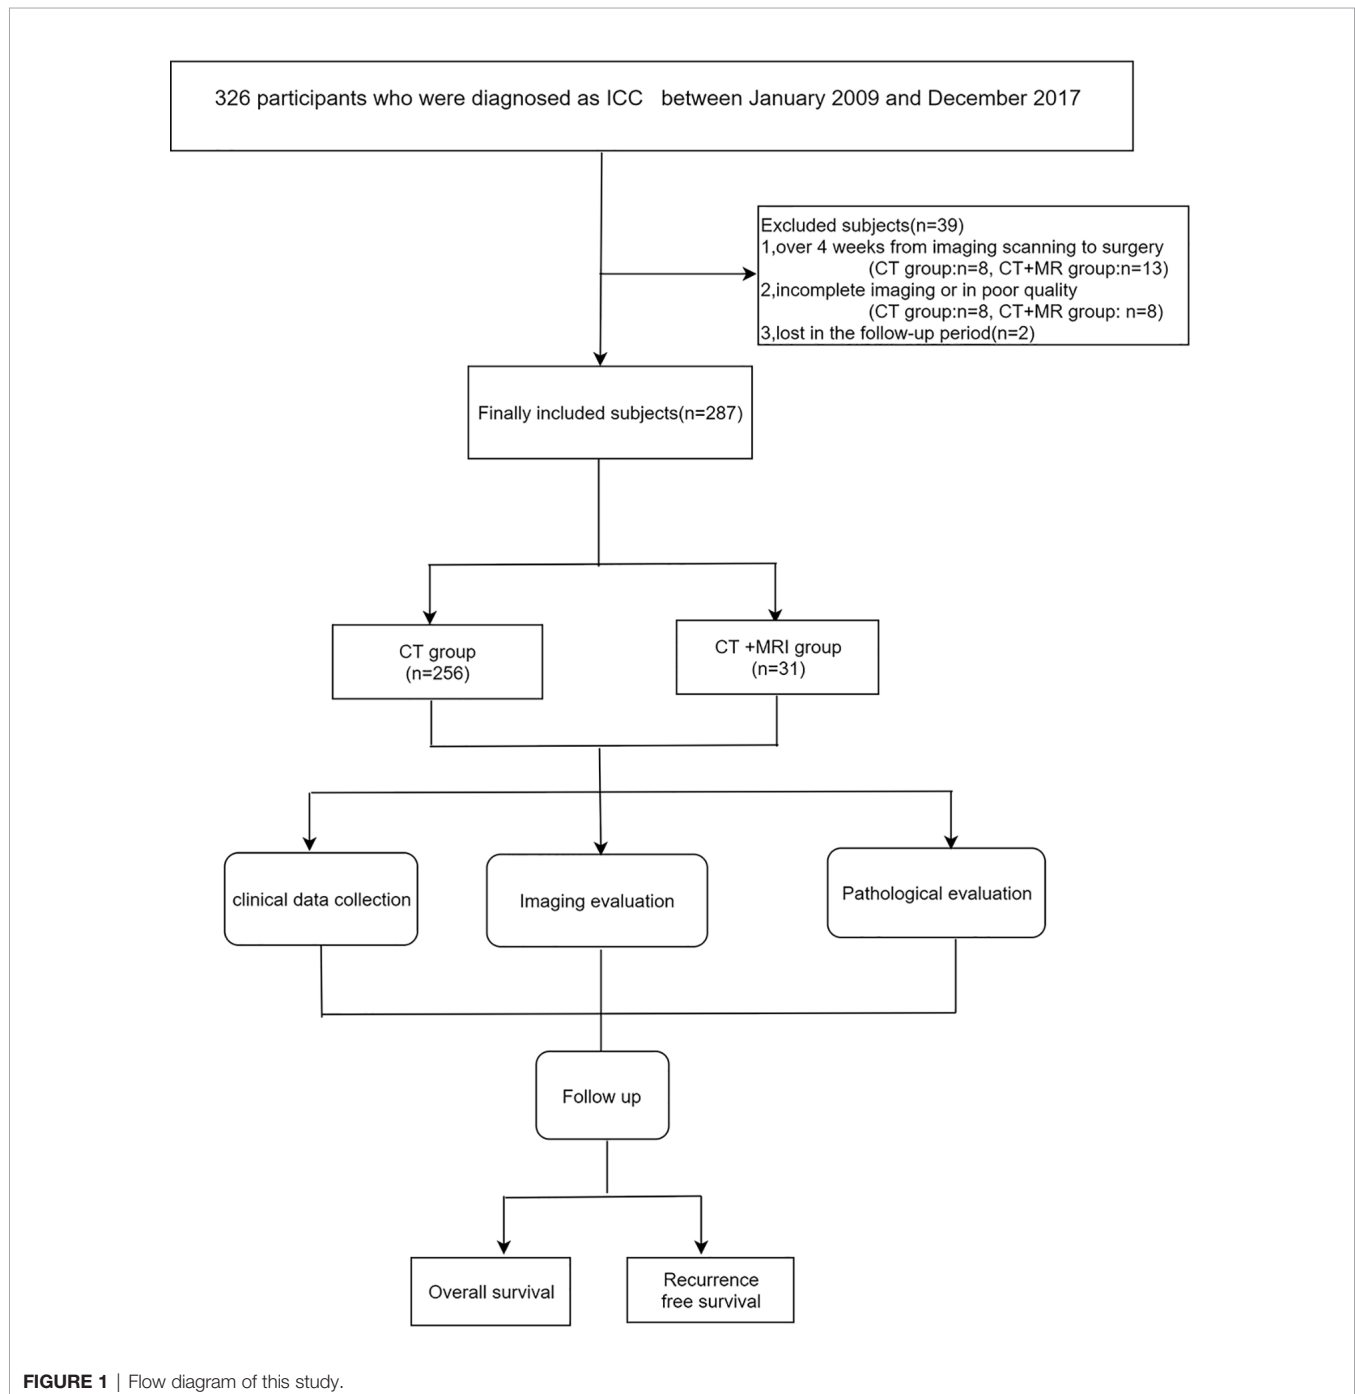 326 participants who were diagnosed as ICC between January 2009 and December 2017
Excluded subjects(n=39)
1,over 4 weeks from imaging scanning to surgery
(CT group:n=8, CT+MR group:n=13)
2,incomplete imaging or in poor quality
(CT group:n=8, CT+MR group: n=8)
3,lost in the follow-up period(n=2)
Finally included subjects(n=287)
CT group
(n=256)
CT +MRI group
(n=31)
clinical data collection
Imaging evaluation
Pathological evaluation
Follow up
Overall survival
Recurrence
free survival
FIGURE 1 | Flow diagram of this study.